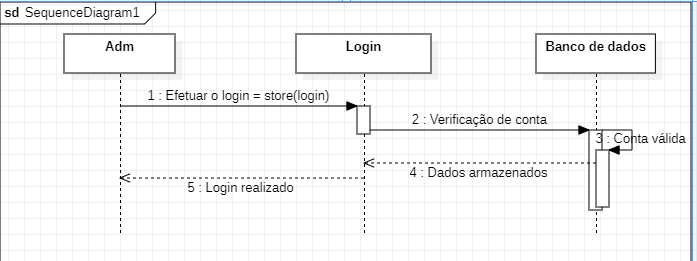 sd SequenceDiagram1
Adm
Login
Banco de dados
1 : Efetuar o login = store(login)
2 : Verificação de conta
3 : Conta válida
4 : Dados armazenados
5 : Login realizado